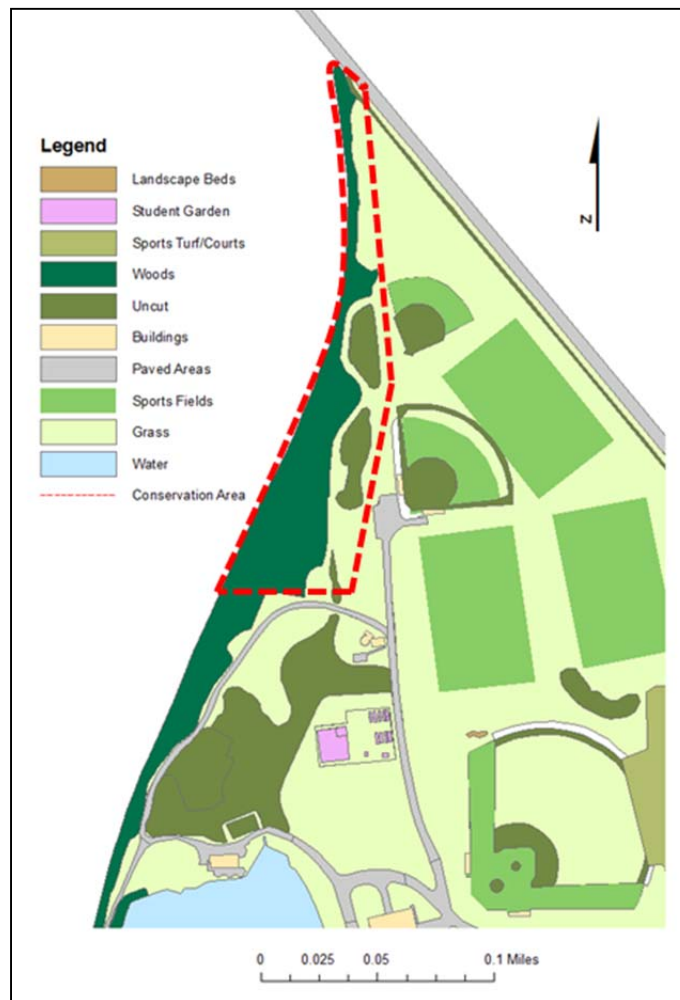 Legend
Landscape Beds
Student Garden
Sports Turf/Courts
Woods
Uncut
Buildings
Paved Areas
Sports Fields
Grass
Water
Conservation Area
N
0 0.025 0.05 0.1 Miles